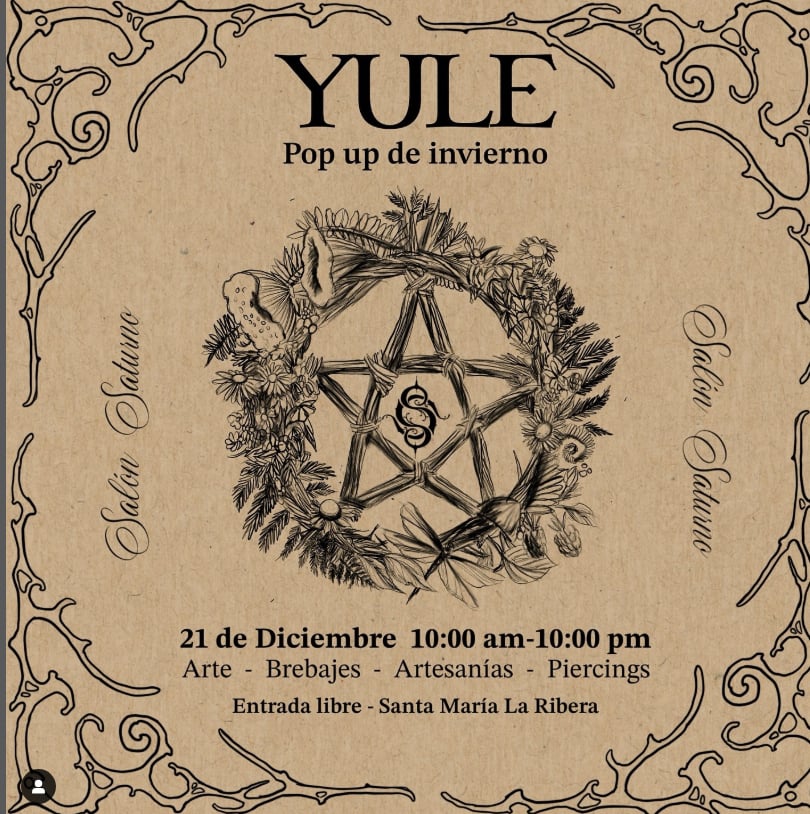 YULE
Pop up de invierno
Salón Saturno
Salón Saturno
21 de Diciembre 10:00 am-10:00 pm
Arte - Brebajes - Artesanías - Piercings
Entrada libre - Santa María La Ribera